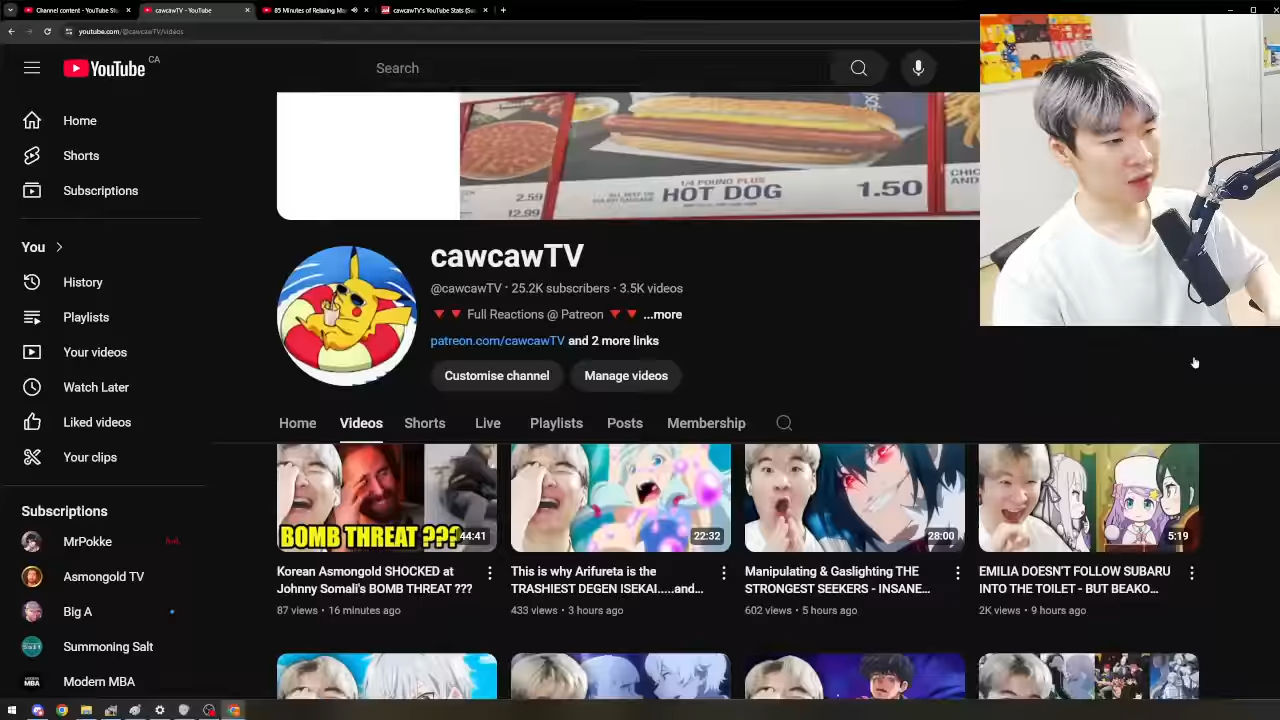 Channel content - YouTube Stu
cawcawTV - YouTube
85 Minutes of Relaxing Ma
cawcawTV's YouTube Stats (Su
youtube.com/@cawcawTV/videos
YouTube CA
Search
Home
Shorts
Subscriptions
You
History
Playlists
Your videos
Watch Later
Liked videos
Your clips
Subscriptions
MrPokke
Asmongold TV
Big A
Summoning Salt
Modern MBA
2.59
12.99
1/4 POUND PLUS
HOT DOG
1.50
CHIC
AND
cawcawTV
@cawcawTV · 25.2K subscribers · 3.5K videos
🔻🔻 Full Reactions @ Patreon 🔻🔻 ...more
patreon.com/cawcawTV and 2 more links
Customise channel
Manage videos
Home
Videos
Shorts
Live
Playlists
Posts
Membership
BOMB THREAT ???
44:41
22:32
28:00
5:19
Korean Asmongold SHOCKED at
Johnny Somali's BOMB THREAT ???
87 views · 16 minutes ago
This is why Arifureta is the
TRASHIEST DEGEN ISEKAI.....and...
433 views · 3 hours ago
Manipulating & Gaslighting THE
STRONGEST SEEKERS - INSANE...
602 views · 5 hours ago
EMILIA DOESN'T FOLLOW SUBARU
INTO THE TOILET - BUT BEAKO...
2K views · 9 hours ago